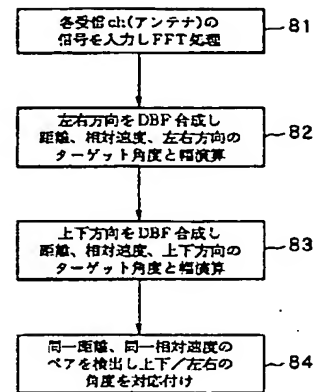 各受信ch(アンテナ)の
信号を入力しFFT処理
81
左右方向をDBF合成し
距離、相対速度、左右方向の
ターゲット角度と幅演算
82
上下方向をDBF合成し
距離、相対速度、上下方向の
ターゲット角度と幅演算
83
同一距離、同一相対速度の
ペアを検出し上下/左右の
角度を対応付け
84